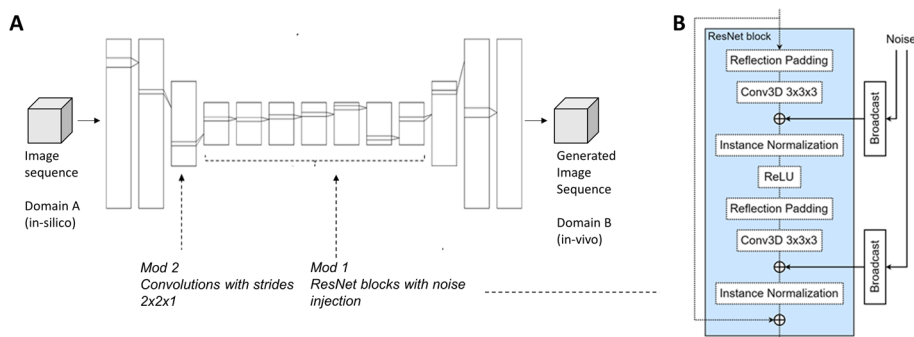 A
Image
sequence
Domain A
(in-silico)
Mod 2
Convolutions with strides
2x2x1
Mod 1
ResNet blocks with noise
injection
Generated
Image
Sequence
Domain B
(in-vivo)
B
ResNet block
Noise
Reflection Padding
Conv3D 3x3x3
Broadcast
Instance Normalization
ReLU
Reflection Padding
Conv3D 3x3x3
Broadcast
Instance Normalization